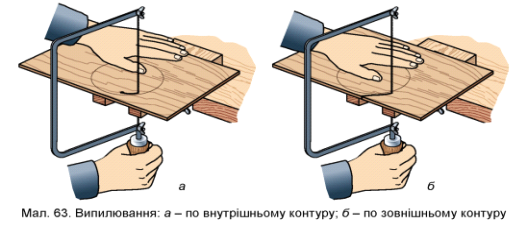 а
б
Мал. 63. Випилювання: а – по внутрішньому контуру; б – по зовнішньому контуру